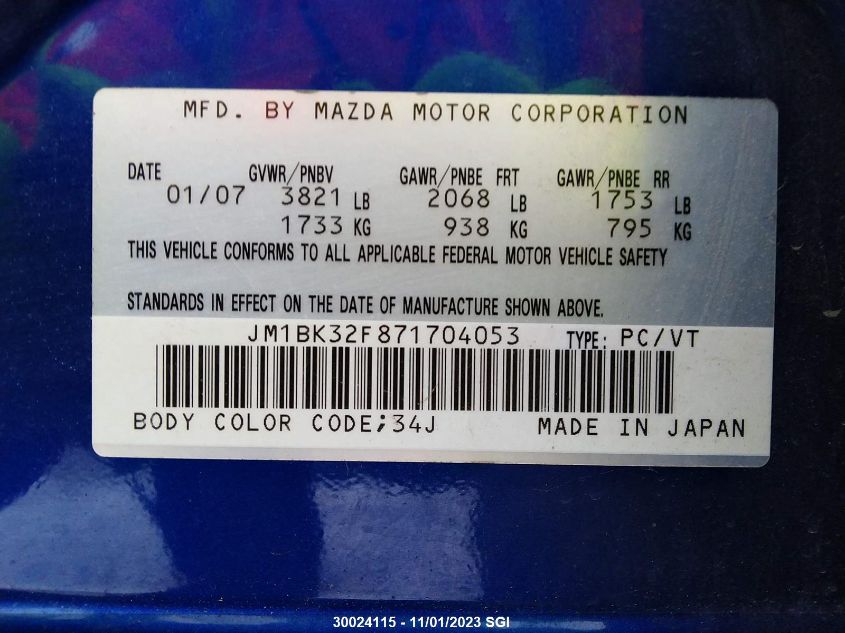 MFD. BY MAZDA MOTOR CORPORATION
DATE GVWR/PNBV GAWR/PNBE FRT GAWR/PNBE RR
01/07 3821 LB 2068 LB 1753 LB
1733 KG 938 KG 795 KG
THIS VEHICLE CONFORMS TO ALL APPLICABLE FEDERAL MOTOR VEHICLE SAFETY
STANDARDS IN EFFECT ON THE DATE OF MANUFACTURE SHOWN ABOVE.
JM1BK32F871704053 TYPE: PC/VT
BODY COLOR CODE;34J MADE IN JAPAN
30024115 - 11/01/2023 SGI